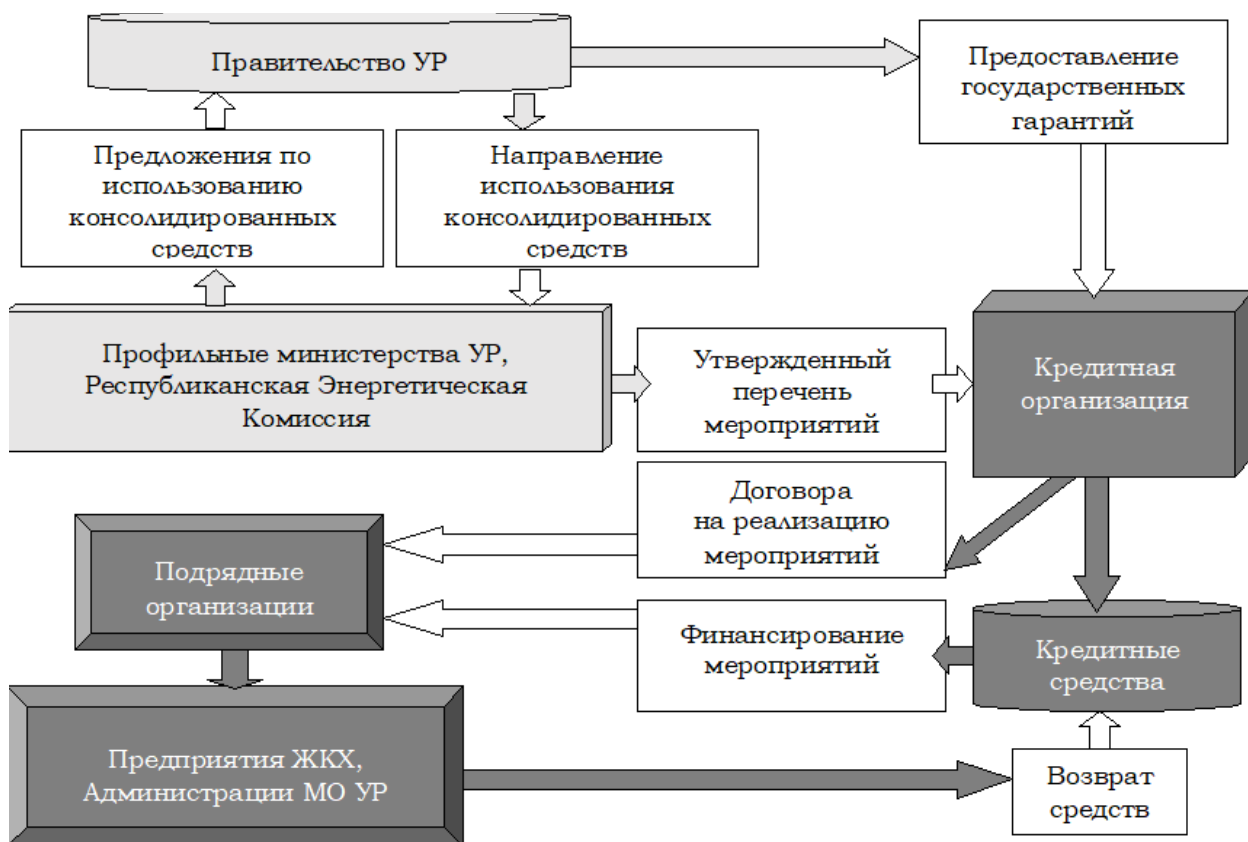 Правительство УР
Предоставление
государственных
гарантий
Предложения по
использованию
консолидированных
средств
Направление
использования
консолидированных
средств
Профильные министерства УР,
Республиканская Энергетическая
Комиссия
Утвержденный
перечень
мероприятий
Кредитная
организация
Договора
на реализацию
мероприятий
Подрядные
организации
Финансирование
мероприятий
Кредитные
средства
Предприятия ЖКХ,
Администрации МО УР
Возврат
средств